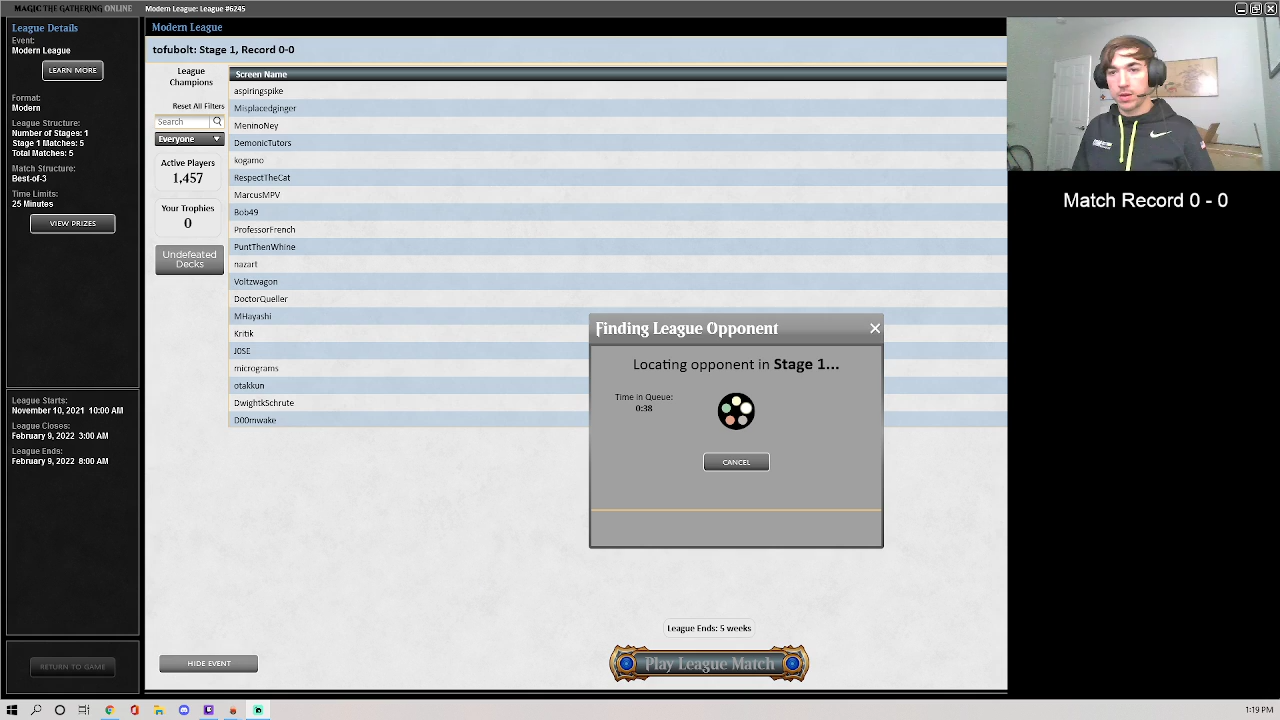 MAGIC THE GATHERING ONLINE
Modern League: League #6245
League Details
Event:
Modern League
LEARN MORE
Format:
Modern
League Structure:
Number of Stages: 1
Stage 1 Matches: 5
Total Matches: 5
Match Structure:
Best-of-3
Time Limits:
25 Minutes
VIEW PRIZES
League Starts:
November 10, 2021 10:00 AM
League Closes:
February 9, 2022 3:00 AM
League Ends:
February 9, 2022 8:00 AM
RETURN TO GAME
Modern League
tofubolt: Stage 1, Record 0-0
League
Champions
Reset All Filters
Search
Everyone
Active Players
1,457
Your Trophies
0
Undefeated
Decks
Screen Name
aspiringspike
Misplacedginger
MeninoNey
DemonicTutors
kogamo
RespectTheCat
MarcusMPV
Bob49
ProfessorFrench
PuntThenWhine
nazart
Voltzwagon
DoctorQueller
MHayashi
Kritik
J0SE
micrograms
otakkun
DwightkSchrute
D00mwake
Finding League Opponent
Locating opponent in Stage 1...
Time in Queue:
0:38
CANCEL
League Ends: 5 weeks
HIDE EVENT
Play League Match
Match Record 0 - 0
1:19 PM